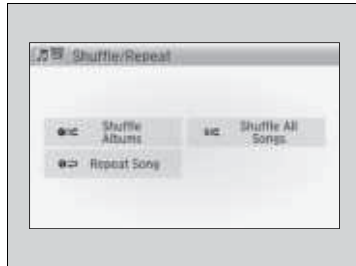 Shuffle/Repeat
Shuffle
Albums
Shuffle All
Songs
Repeat Song